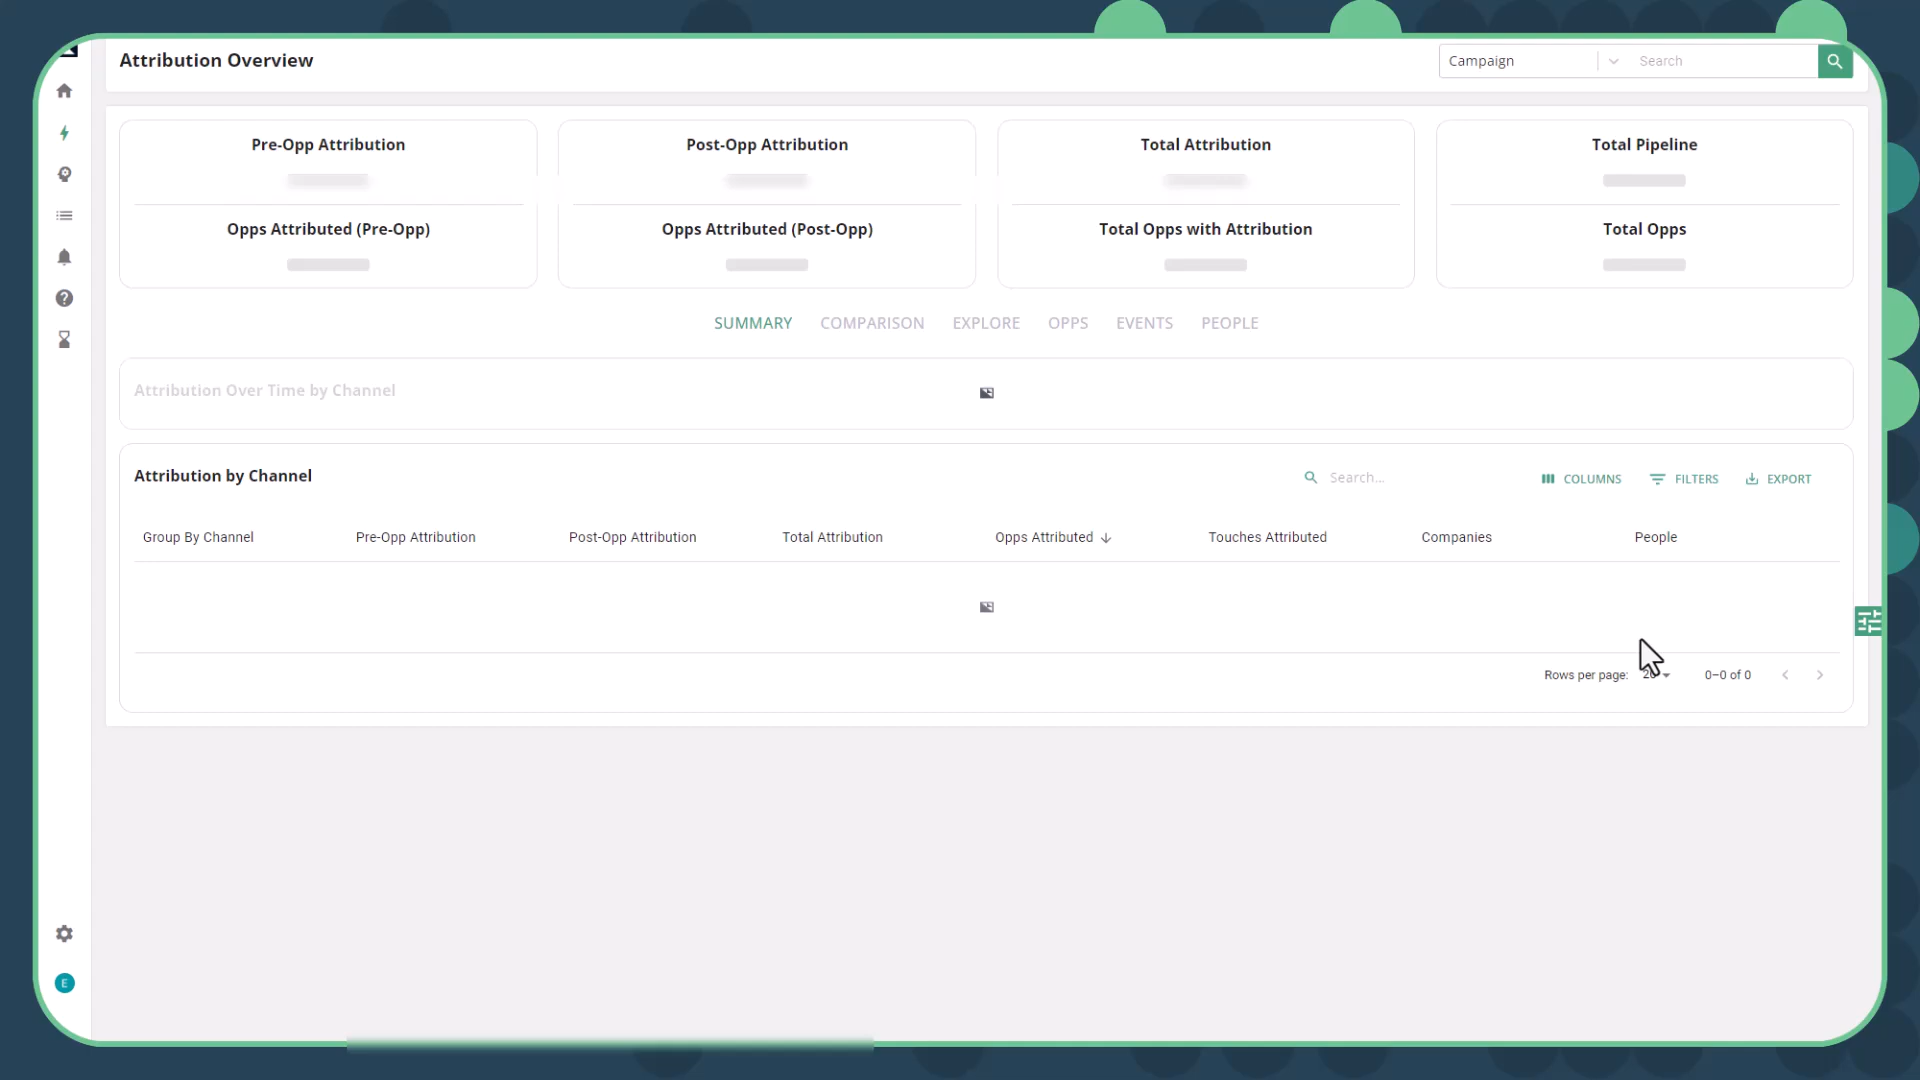 Attribution Overview
Campaign
Search
Pre-Opp Attribution
Post-Opp Attribution
Total Attribution
Total Pipeline
Opps Attributed (Pre-Opp)
Opps Attributed (Post-Opp)
Total Opps with Attribution
Total Opps
SUMMARY COMPARISON EXPLORE OPPS EVENTS PEOPLE
Attribution Over Time by Channel
Attribution by Channel
Search...
COLUMNS
FILTERS
EXPORT
Group By Channel Pre-Opp Attribution Post-Opp Attribution Total Attribution Opps Attributed Touches Attributed Companies People
Rows per page: 0–0 of 0
E